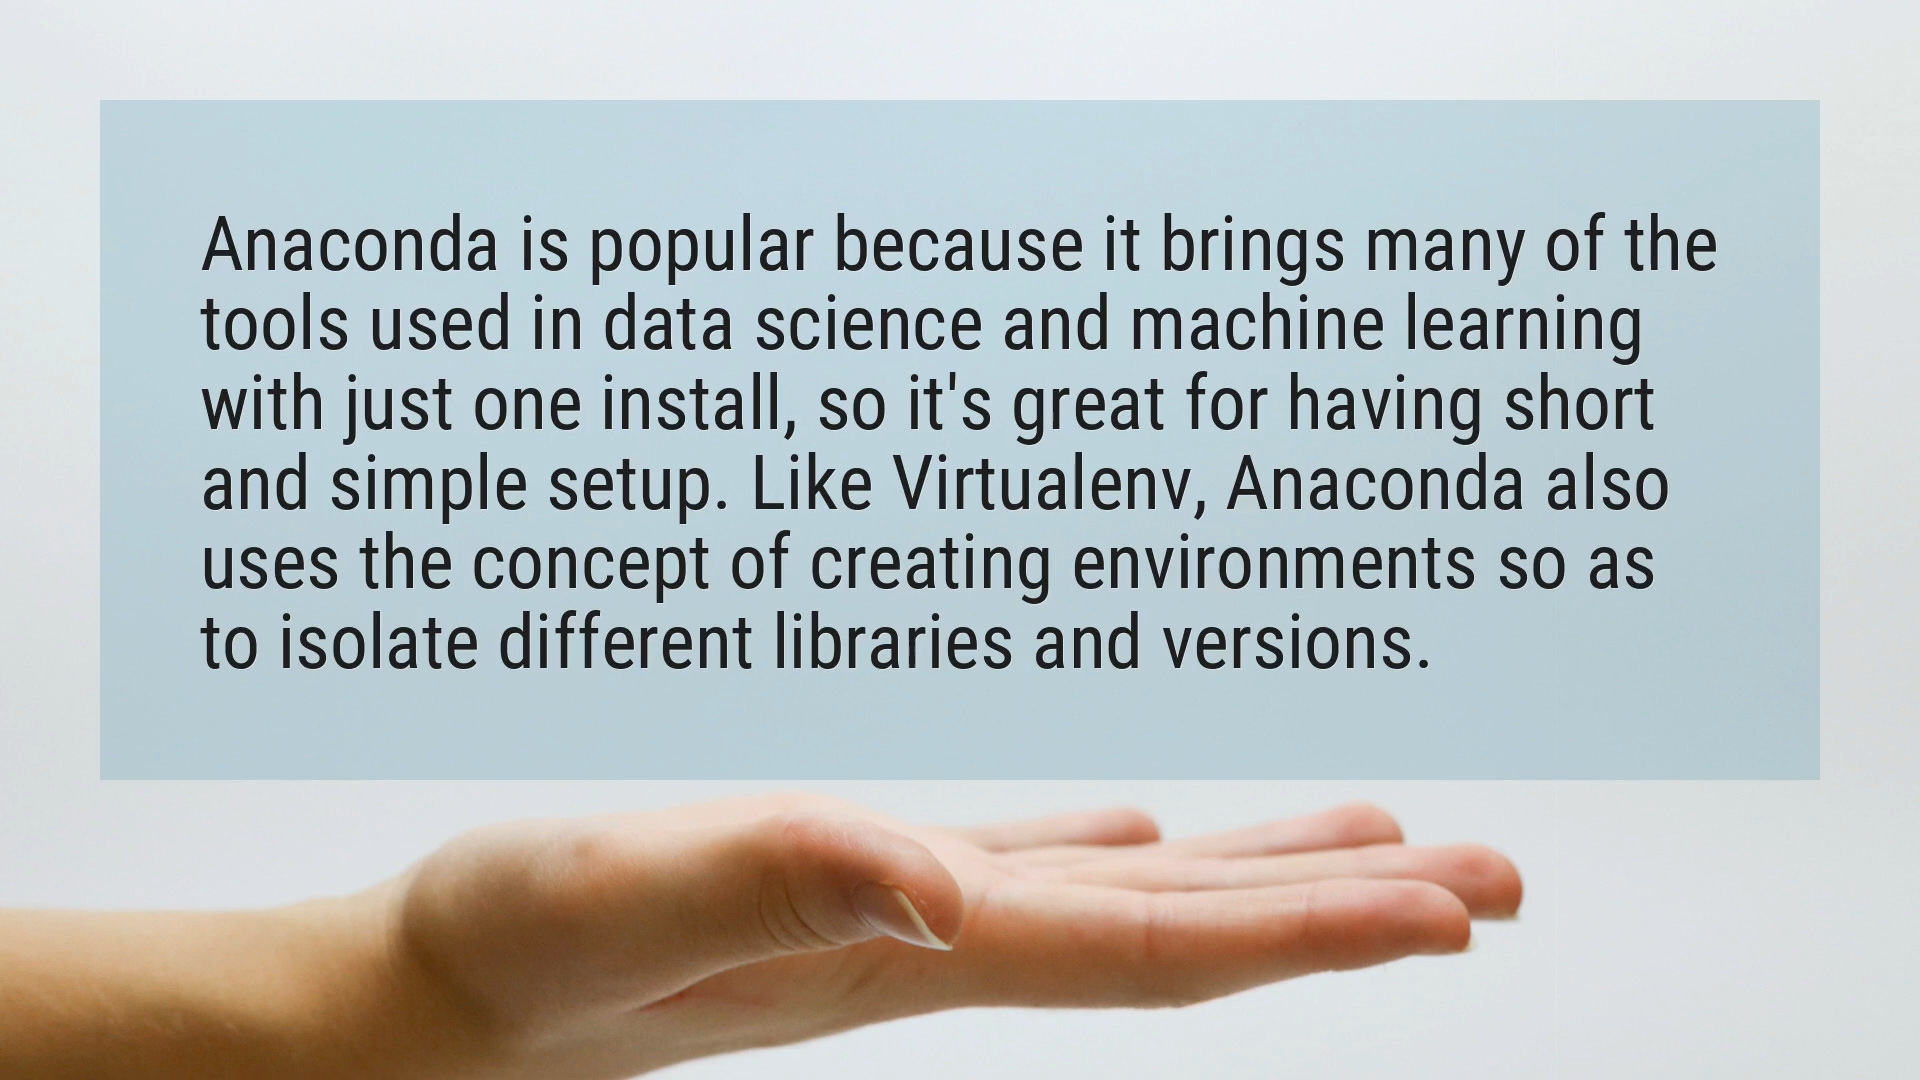 Anaconda is popular because it brings many of the
tools used in data science and machine learning
with just one install, so it's great for having short
and simple setup. Like Virtualenv, Anaconda also
uses the concept of creating environments so as
to isolate different libraries and versions.